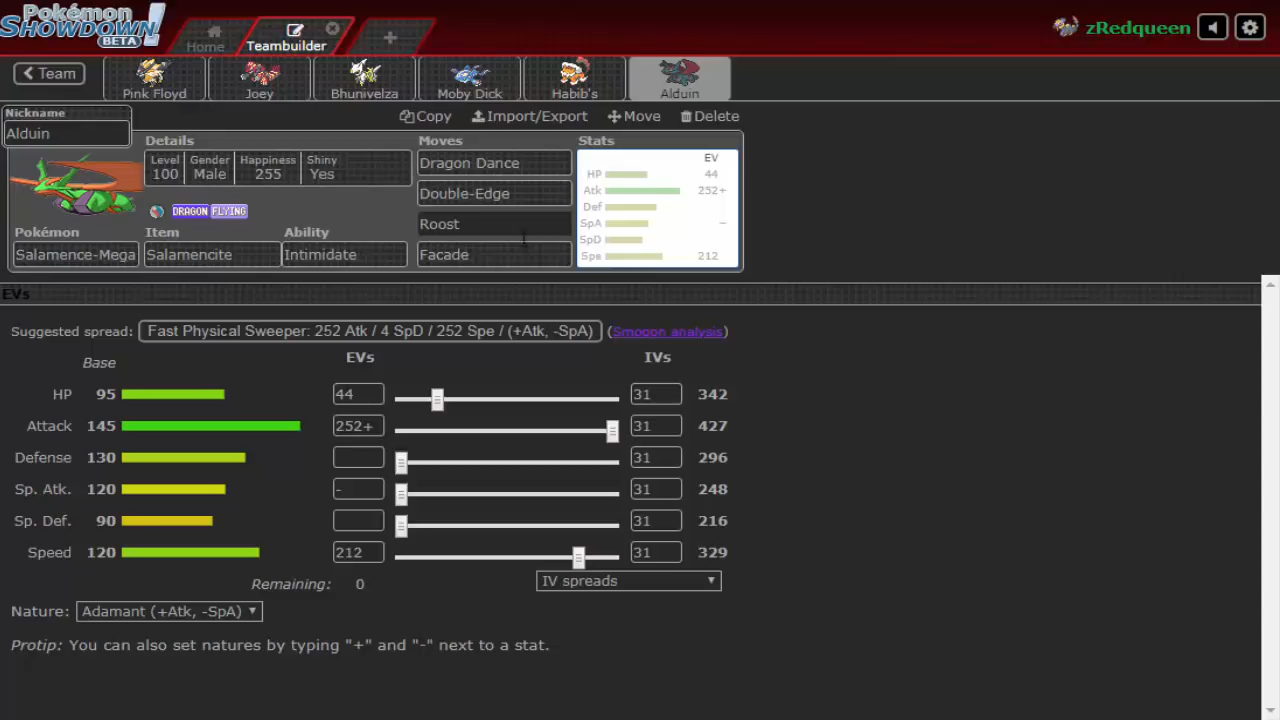 Pokémon
SHOWDOWN!
BETA
Home
Teambuilder
zRedqueen
Team
Pink Floyd
Joey
Bhunivelza
Moby Dick
Habib's
Alduin
Nickname
Alduin
Copy
Import/Export
Move
Delete
Details
Level
100
Gender
Male
Happiness
255
Shiny
Yes
DRAGON FLYING
Pokémon
Salamence-Mega
Item
Salamencite
Ability
Intimidate
Moves
Dragon Dance
Double-Edge
Roost
Facade
Stats
EV
HP 44
Atk 252+
Def
SpA –
SpD
Spe 212
EVs
Suggested spread: Fast Physical Sweeper: 252 Atk / 4 SpD / 252 Spe / (+Atk, -SpA) (Smogon analysis)
Base EVs IVs
HP 95 44 31 342
Attack 145 252+ 31 427
Defense 130 31 296
Sp. Atk. 120 - 31 248
Sp. Def. 90 31 216
Speed 120 212 31 329
Remaining: 0 IV spreads
Nature: Adamant (+Atk, -SpA)
Protip: You can also set natures by typing "+" and "-" next to a stat.